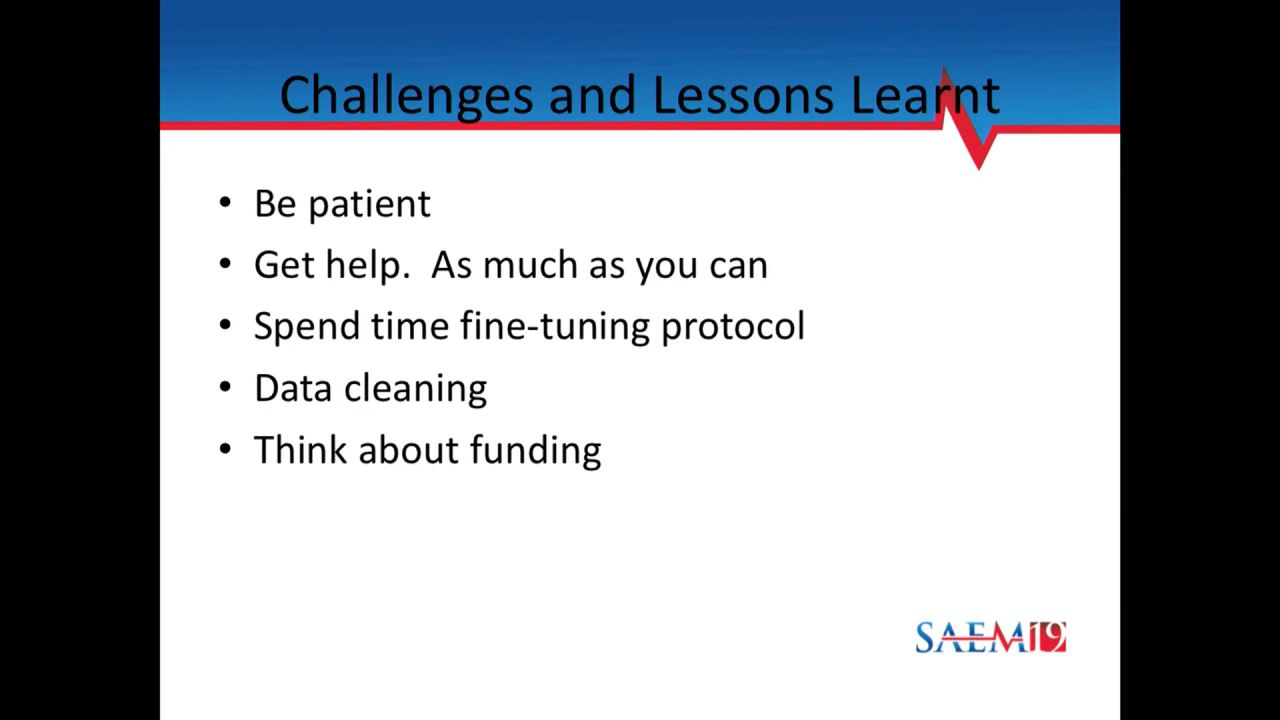 Challenges and Lessons Learnt
• Be patient
• Get help.  As much as you can
• Spend time fine-tuning protocol
• Data cleaning
• Think about funding
SAEM19